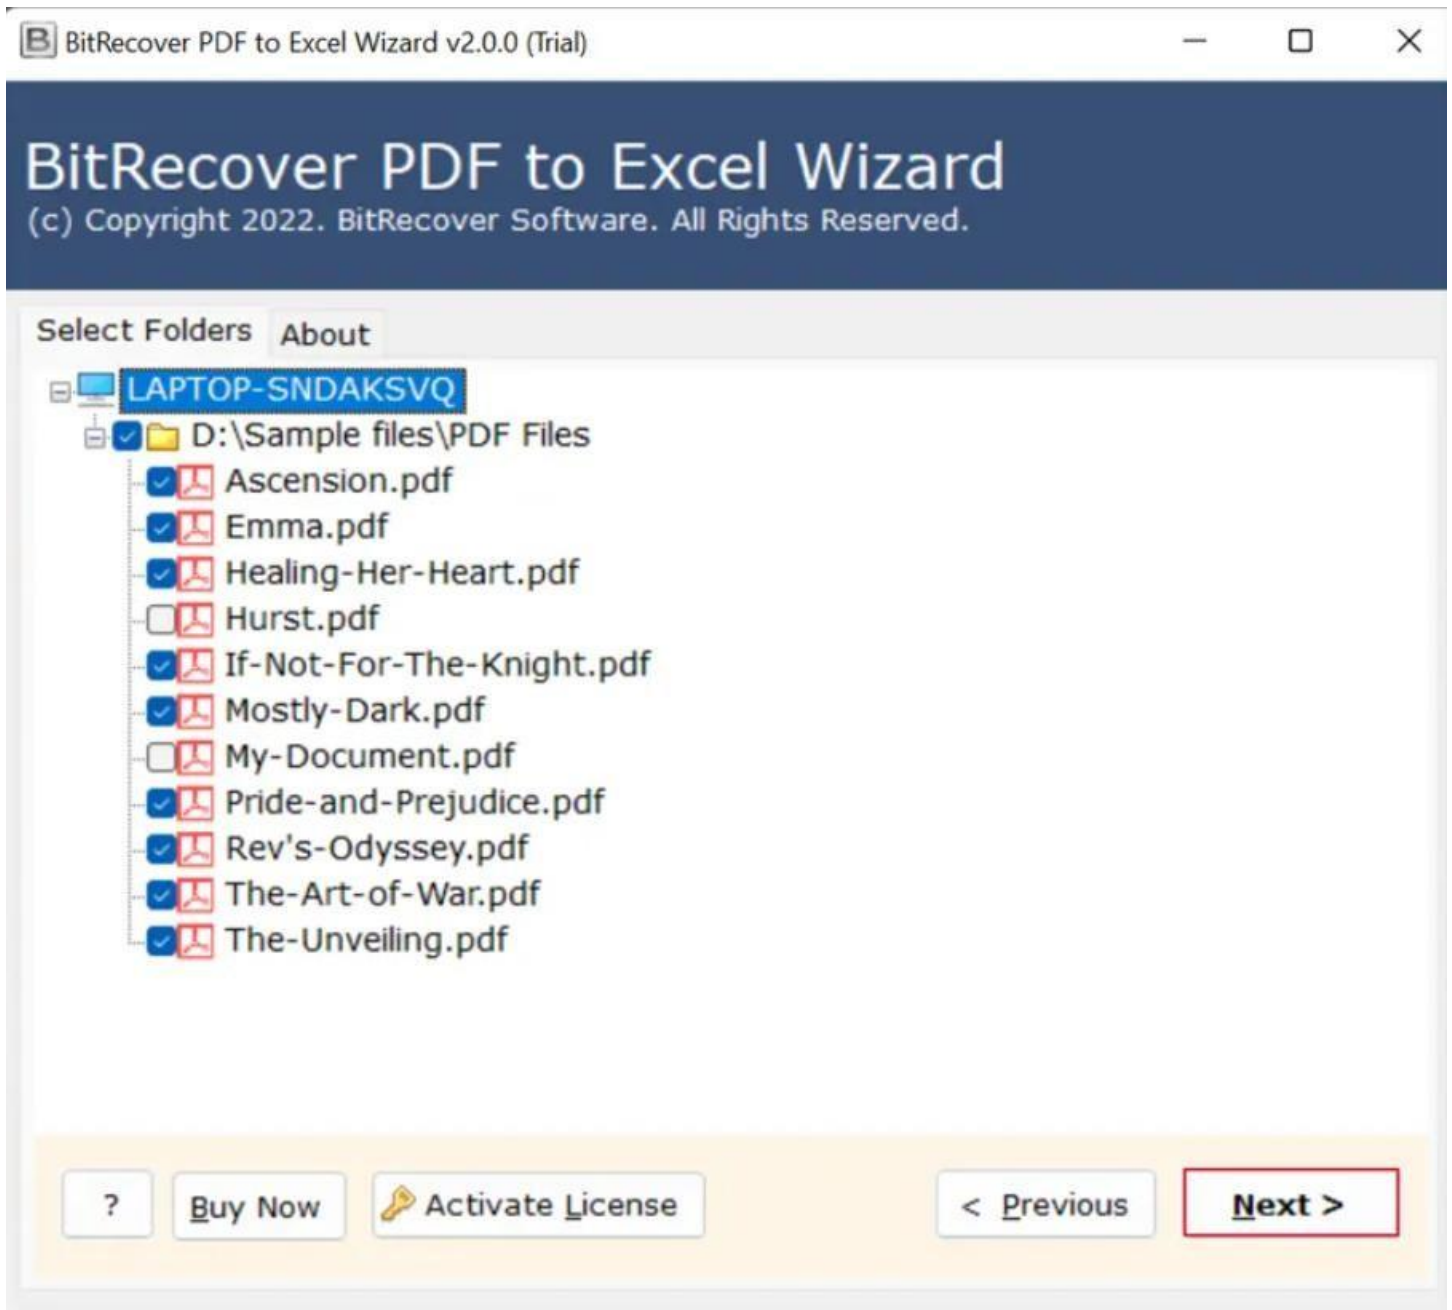 BitRecover PDF to Excel Wizard v2.0.0 (Trial)
BitRecover PDF to Excel Wizard
(c) Copyright 2022. BitRecover Software. All Rights Reserved.
Select Folders About
LAPTOP-SNDAKSVQ
D:\Sample files\PDF Files
Ascension.pdf
Emma.pdf
Healing-Her-Heart.pdf
Hurst.pdf
If-Not-For-The-Knight.pdf
Mostly-Dark.pdf
My-Document.pdf
Pride-and-Prejudice.pdf
Rev's-Odyssey.pdf
The-Art-of-War.pdf
The-Unveiling.pdf
? Buy Now Activate License < Previous Next >